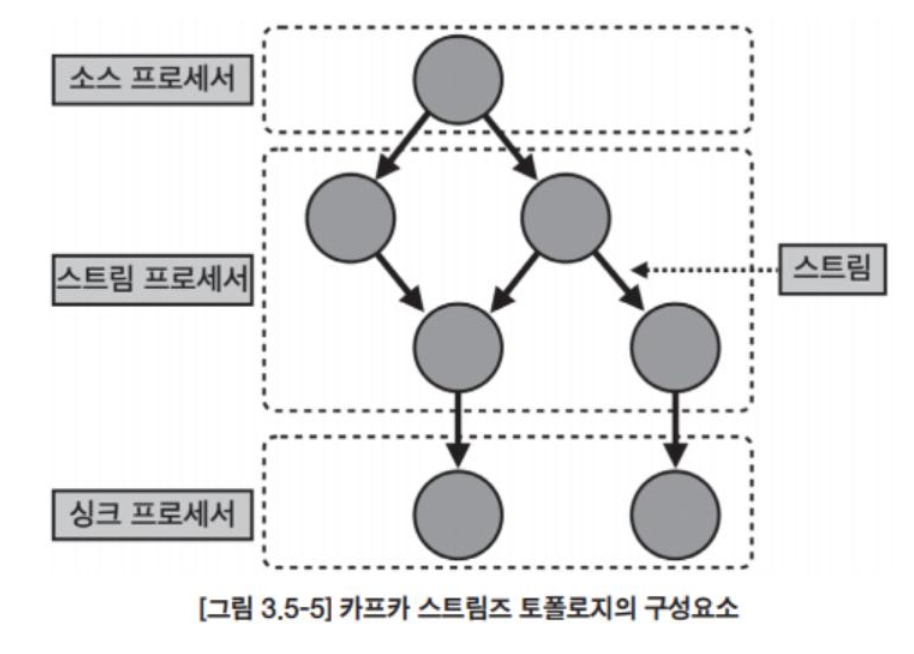 소스 프로세서
스트림 프로세서
스트림
싱크 프로세서
[그림 3.5-5] 카프카 스트림즈 토폴로지의 구성요소